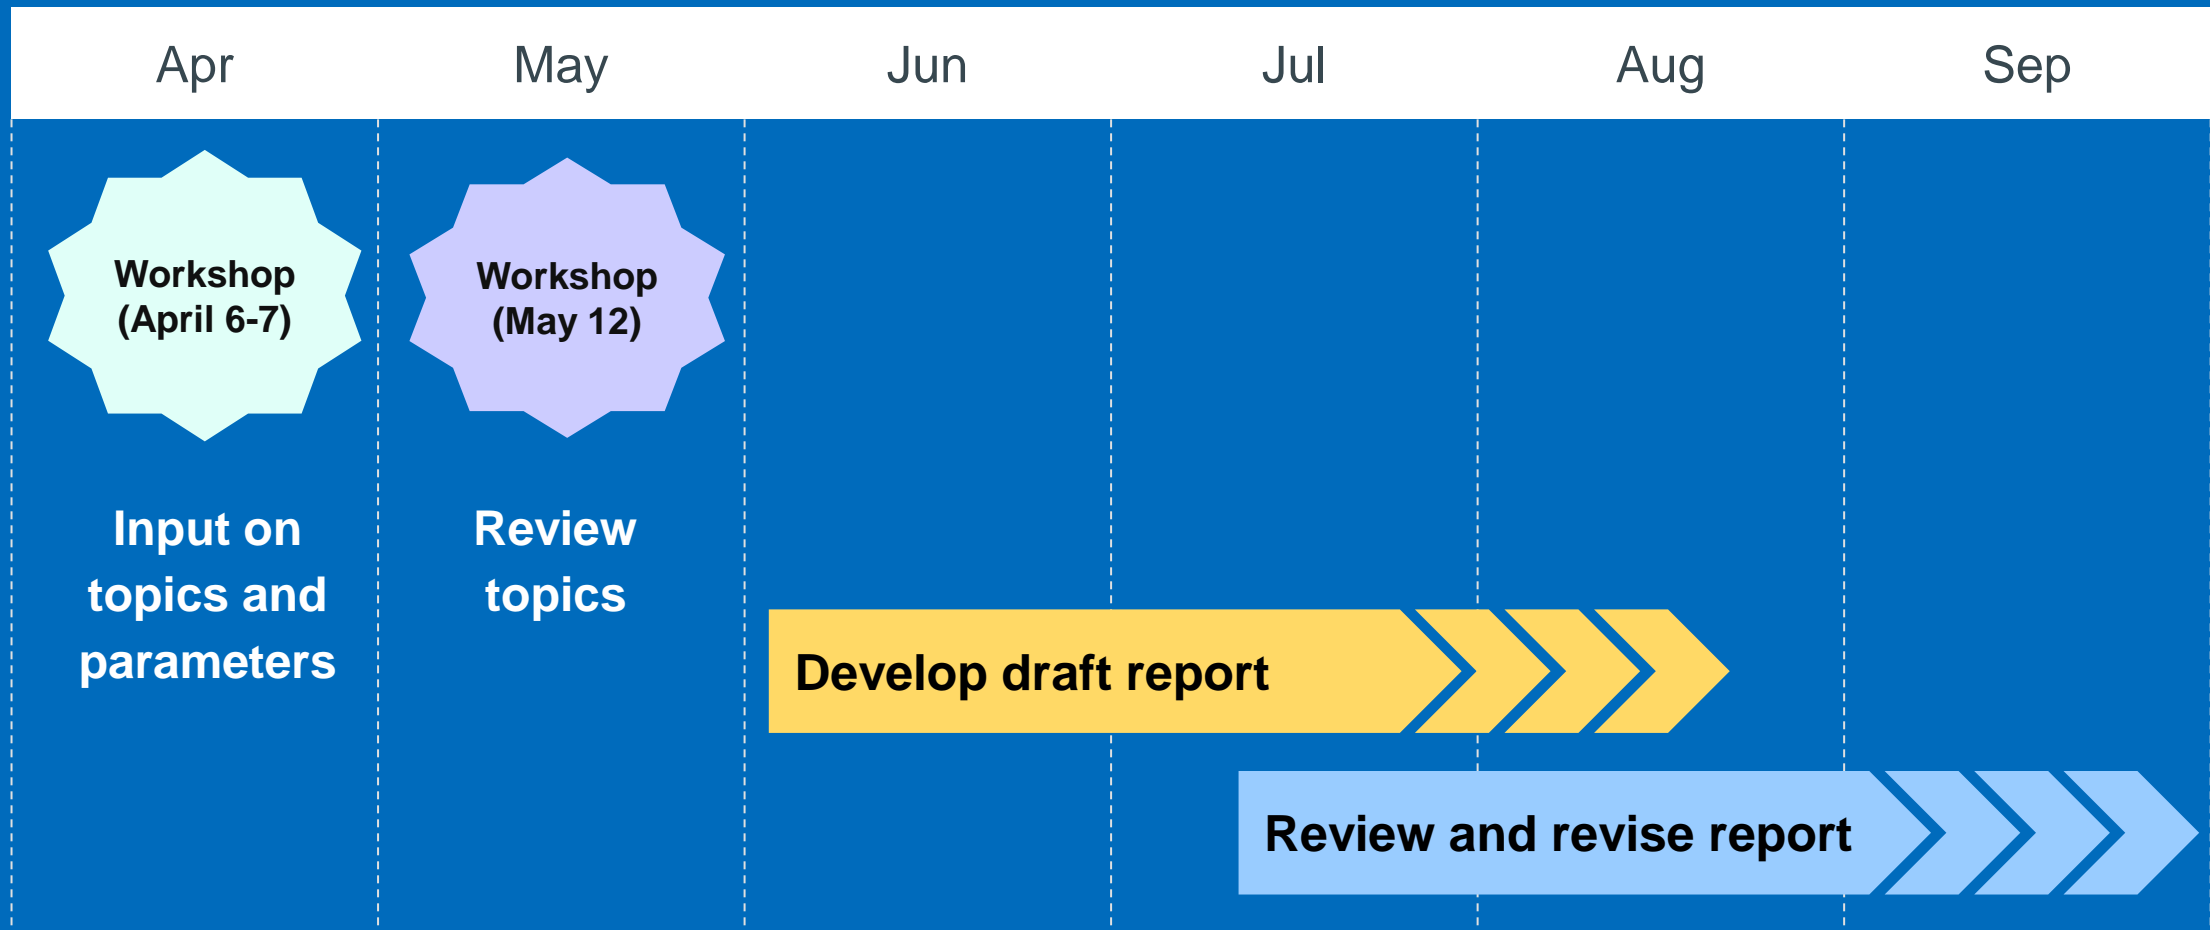 Apr May Jun Jul Aug Sep
Workshop
(April 6-7)
Workshop
(May 12)
Input on
topics and
parameters
Review
topics
Develop draft report
Review and revise report